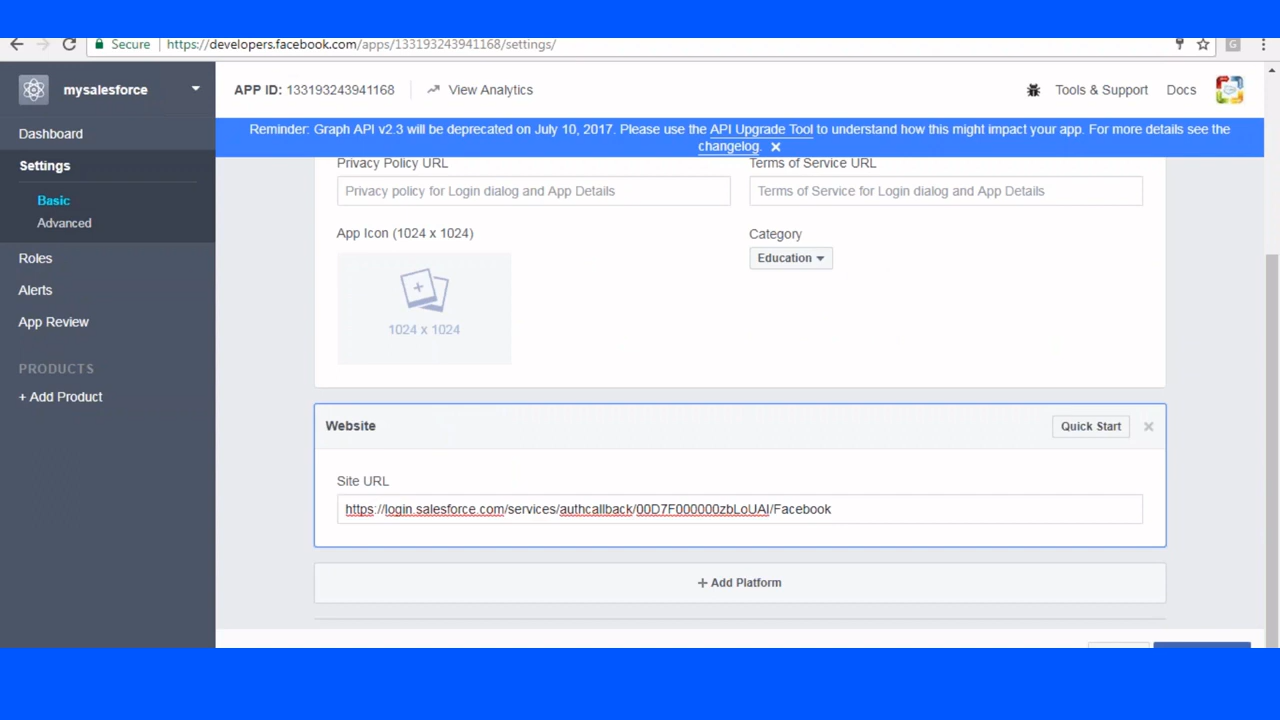 Secure https://developers.facebook.com/apps/133193243941168/settings/
G
mysalesforce
APP ID: 133193243941168
View Analytics
Tools & Support
Docs
Reminder: Graph API v2.3 will be deprecated on July 10, 2017. Please use the API Upgrade Tool to understand how this might impact your app. For more details see the
changelog.
Dashboard
Settings
Basic
Advanced
Roles
Alerts
App Review
PRODUCTS
+ Add Product
Privacy Policy URL
Terms of Service URL
Privacy policy for Login dialog and App Details
Terms of Service for Login dialog and App Details
App Icon (1024 x 1024)
Category
Education
1024 x 1024
Website
Quick Start
Site URL
https://login.salesforce.com/services/authcallback/00D7F000000zbLoUAI/Facebook
+ Add Platform